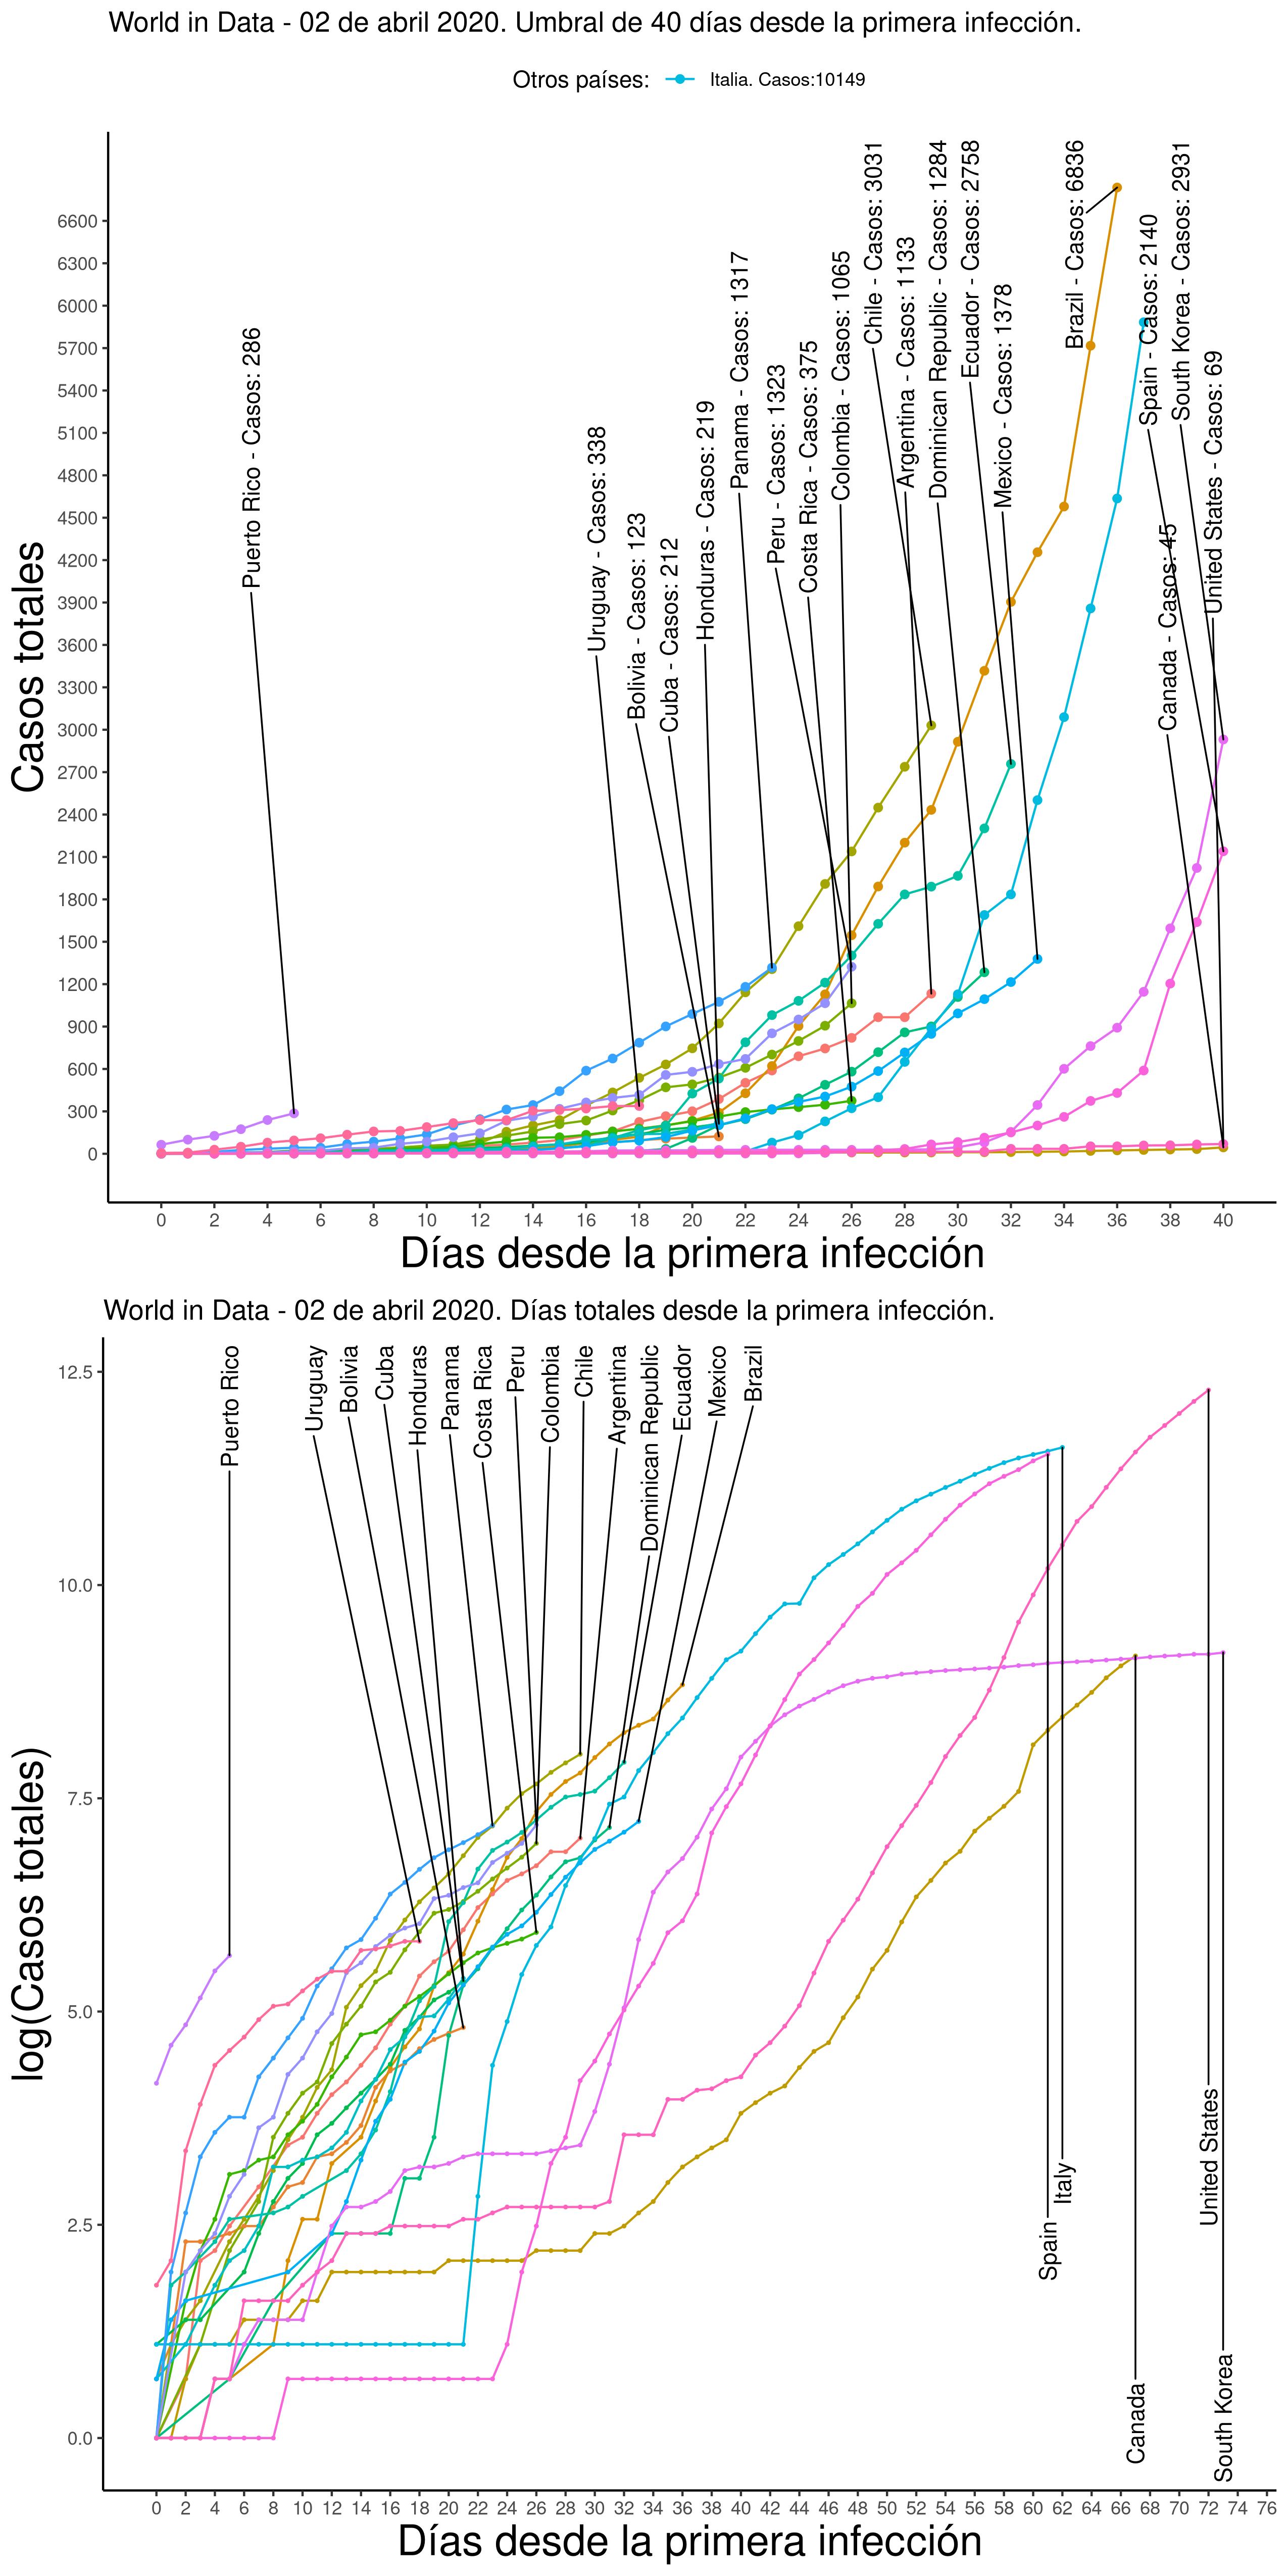 World in Data - 02 de abril 2020. Umbral de 40 días desde la primera infección.
Otros países: Italia. Casos:10149
Casos totales
6600
6300
6000
5700
5400
5100
4800
4500
4200
3900
3600
3300
3000
2700
2400
2100
1800
1500
1200
900
600
300
0
Puerto Rico - Casos: 286
Uruguay - Casos: 338
Bolivia - Casos: 123
Cuba - Casos: 212
Honduras - Casos: 219
Panama - Casos: 1317
Peru - Casos: 1323
Costa Rica - Casos: 375
Colombia - Casos: 1065
Chile - Casos: 3031
Argentina - Casos: 1133
Dominican Republic - Casos: 1284
Ecuador - Casos: 2758
Mexico - Casos: 1378
Brazil - Casos: 6836
Spain - Casos: 2140
Canada - Casos: 45
South Korea - Casos: 2931
United States - Casos: 69
0 2 4 6 8 10 12 14 16 18 20 22 24 26 28 30 32 34 36 38 40
Días desde la primera infección
World in Data - 02 de abril 2020. Días totales desde la primera infección.
log(Casos totales)
12.5
10.0
7.5
5.0
2.5
0.0
Puerto Rico
Uruguay
Bolivia
Cuba
Honduras
Panama
Costa Rica
Peru
Colombia
Chile
Argentina
Dominican Republic
Ecuador
Mexico
Brazil
Spain
Italy
Canada
United States
South Korea
0 2 4 6 8 10 12 14 16 18 20 22 24 26 28 30 32 34 36 38 40 42 44 46 48 50 52 54 56 58 60 62 64 66 68 70 72 74 76
Días desde la primera infección